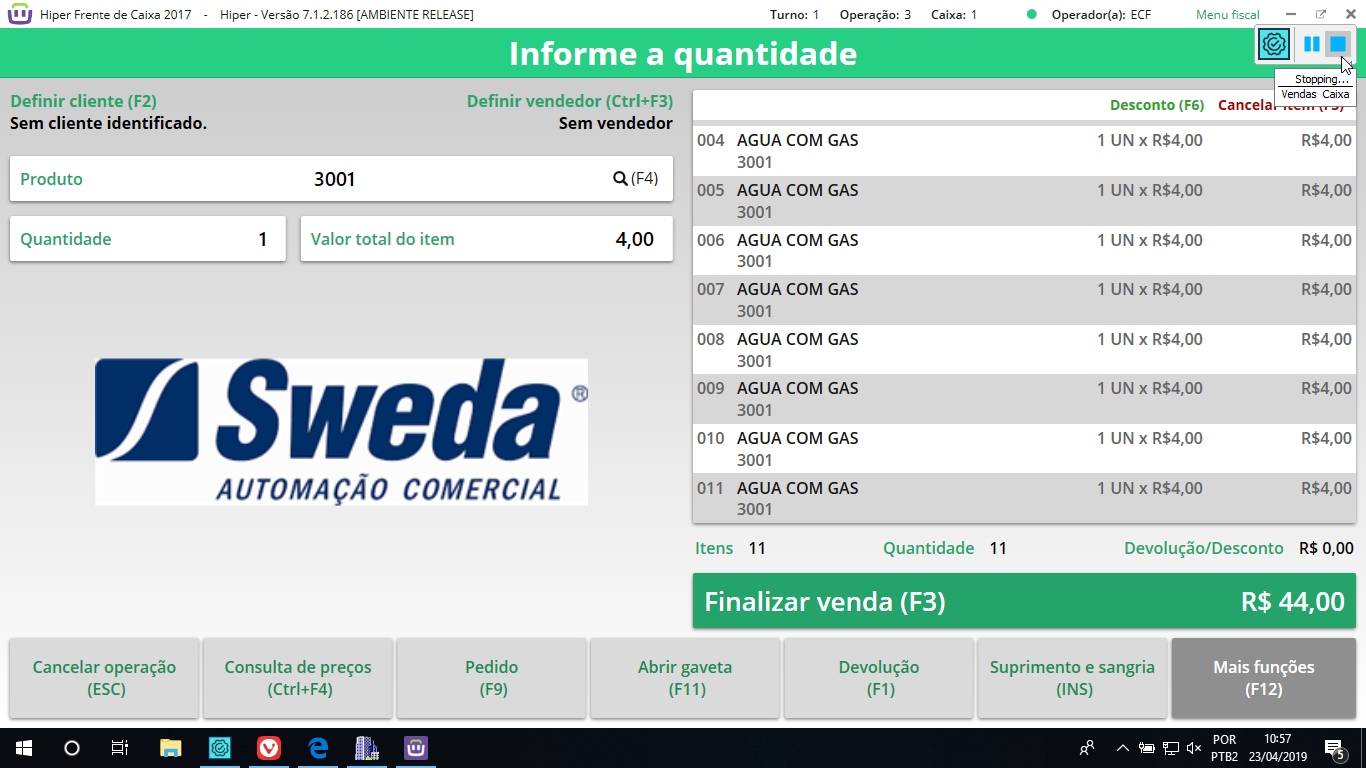 Hiper Frente de Caixa 2017 - Hiper - Versão 7.1.2.186 [AMBIENTE RELEASE] Turno: 1 Operação: 3 Caixa: 1 Operador(a): ECF Menu fiscal
Informe a quantidade
Stopping...
Vendas Caixa
Definir cliente (F2) Definir vendedor (Ctrl+F3)
Sem cliente identificado. Sem vendedor
Desconto (F6) Cancelar
Produto 3001 (F4)
Quantidade 1 Valor total do item 4,00
004 AGUA COM GAS 1 UN x R$4,00 R$4,00
3001
005 AGUA COM GAS 1 UN x R$4,00 R$4,00
3001
006 AGUA COM GAS 1 UN x R$4,00 R$4,00
3001
007 AGUA COM GAS 1 UN x R$4,00 R$4,00
3001
008 AGUA COM GAS 1 UN x R$4,00 R$4,00
3001
009 AGUA COM GAS 1 UN x R$4,00 R$4,00
3001
010 AGUA COM GAS 1 UN x R$4,00 R$4,00
3001
011 AGUA COM GAS 1 UN x R$4,00 R$4,00
3001
Sweda ®
AUTOMAÇÃO COMERCIAL
Itens 11 Quantidade 11 Devolução/Desconto R$ 0,00
Finalizar venda (F3) R$ 44,00
Cancelar operação
(ESC)
Consulta de preços
(Ctrl+F4)
Pedido
(F9)
Abrir gaveta
(F11)
Devolução
(F1)
Suprimento e sangria
(INS)
Mais funções
(F12)
POR
PTB2
10:57
23/04/2019
5